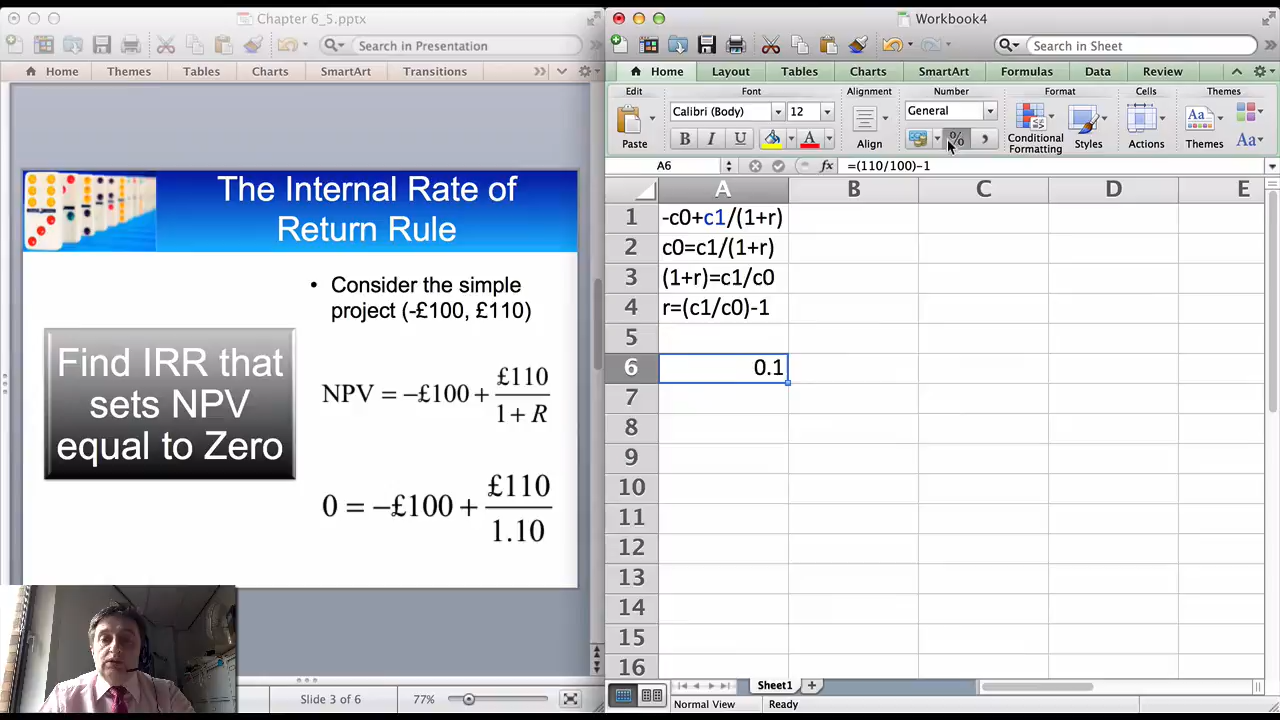 Chapter 6_5.pptx
Search in Presentation
Home Themes Tables Charts SmartArt Transitions
The Internal Rate of
Return Rule
• Consider the simple
project (-£100, £110)
Find IRR that
sets NPV
equal to Zero
NPV = −£100 + £110 / 1 + R
0 = −£100 + £110 / 1.10
Slide 3 of 6 77%
Workbook4
Search in Sheet
Home Layout Tables Charts SmartArt Formulas Data Review
Edit Font Alignment Number Format Cells Themes
Calibri (Body) 12 General
Paste B I U A Align % , Conditional
Formatting Styles Actions Themes Aa
A6 fx =(110/100)-1
A B C D E
1 -c0+c1/(1+r)
2 c0=c1/(1+r)
3 (1+r)=c1/c0
4 r=(c1/c0)-1
5
6 0.1
7
8
9
10
11
12
13
14
15
16
Sheet1
Normal View Ready